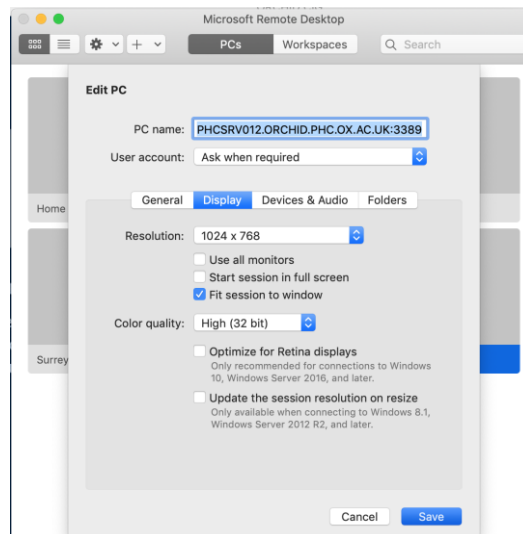 Microsoft Remote Desktop
PCs Workspaces Search
Edit PC
PC name: PHCSRV012.ORCHID.PHC.OX.AC.UK:3389
User account: Ask when required
General Display Devices & Audio Folders
Home
Resolution: 1024 x 768
Use all monitors
Start session in full screen
Fit session to window
Color quality: High (32 bit)
Surrey
Optimize for Retina displays
Only recommended for connections to Windows
10, Windows Server 2016, and later.
Update the session resolution on resize
Only available when connecting to Windows 8.1,
Windows Server 2012 R2, and later.
Cancel Save